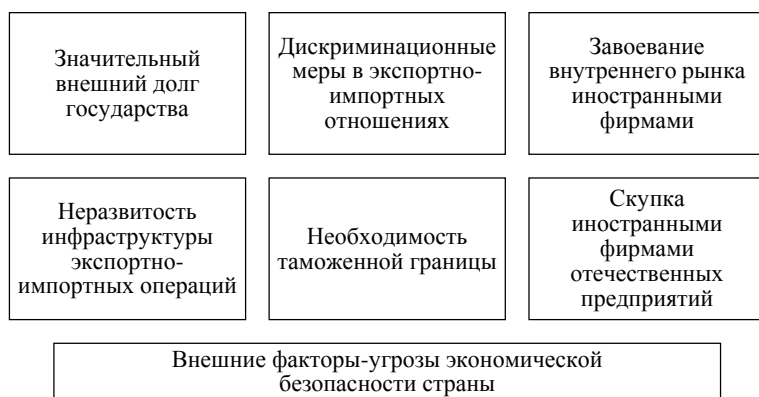 Значительный
внешний долг
государства
Дискриминационные
меры в экспортно-
импортных
отношениях
Завоевание
внутреннего рынка
иностранными
фирмами
Неразвитость
инфраструктуры
экспортно-
импортных операций
Необходимость
таможенной границы
Скупка
иностранными
фирмами
отечественных
предприятий
Внешние факторы-угрозы экономической
безопасности страны